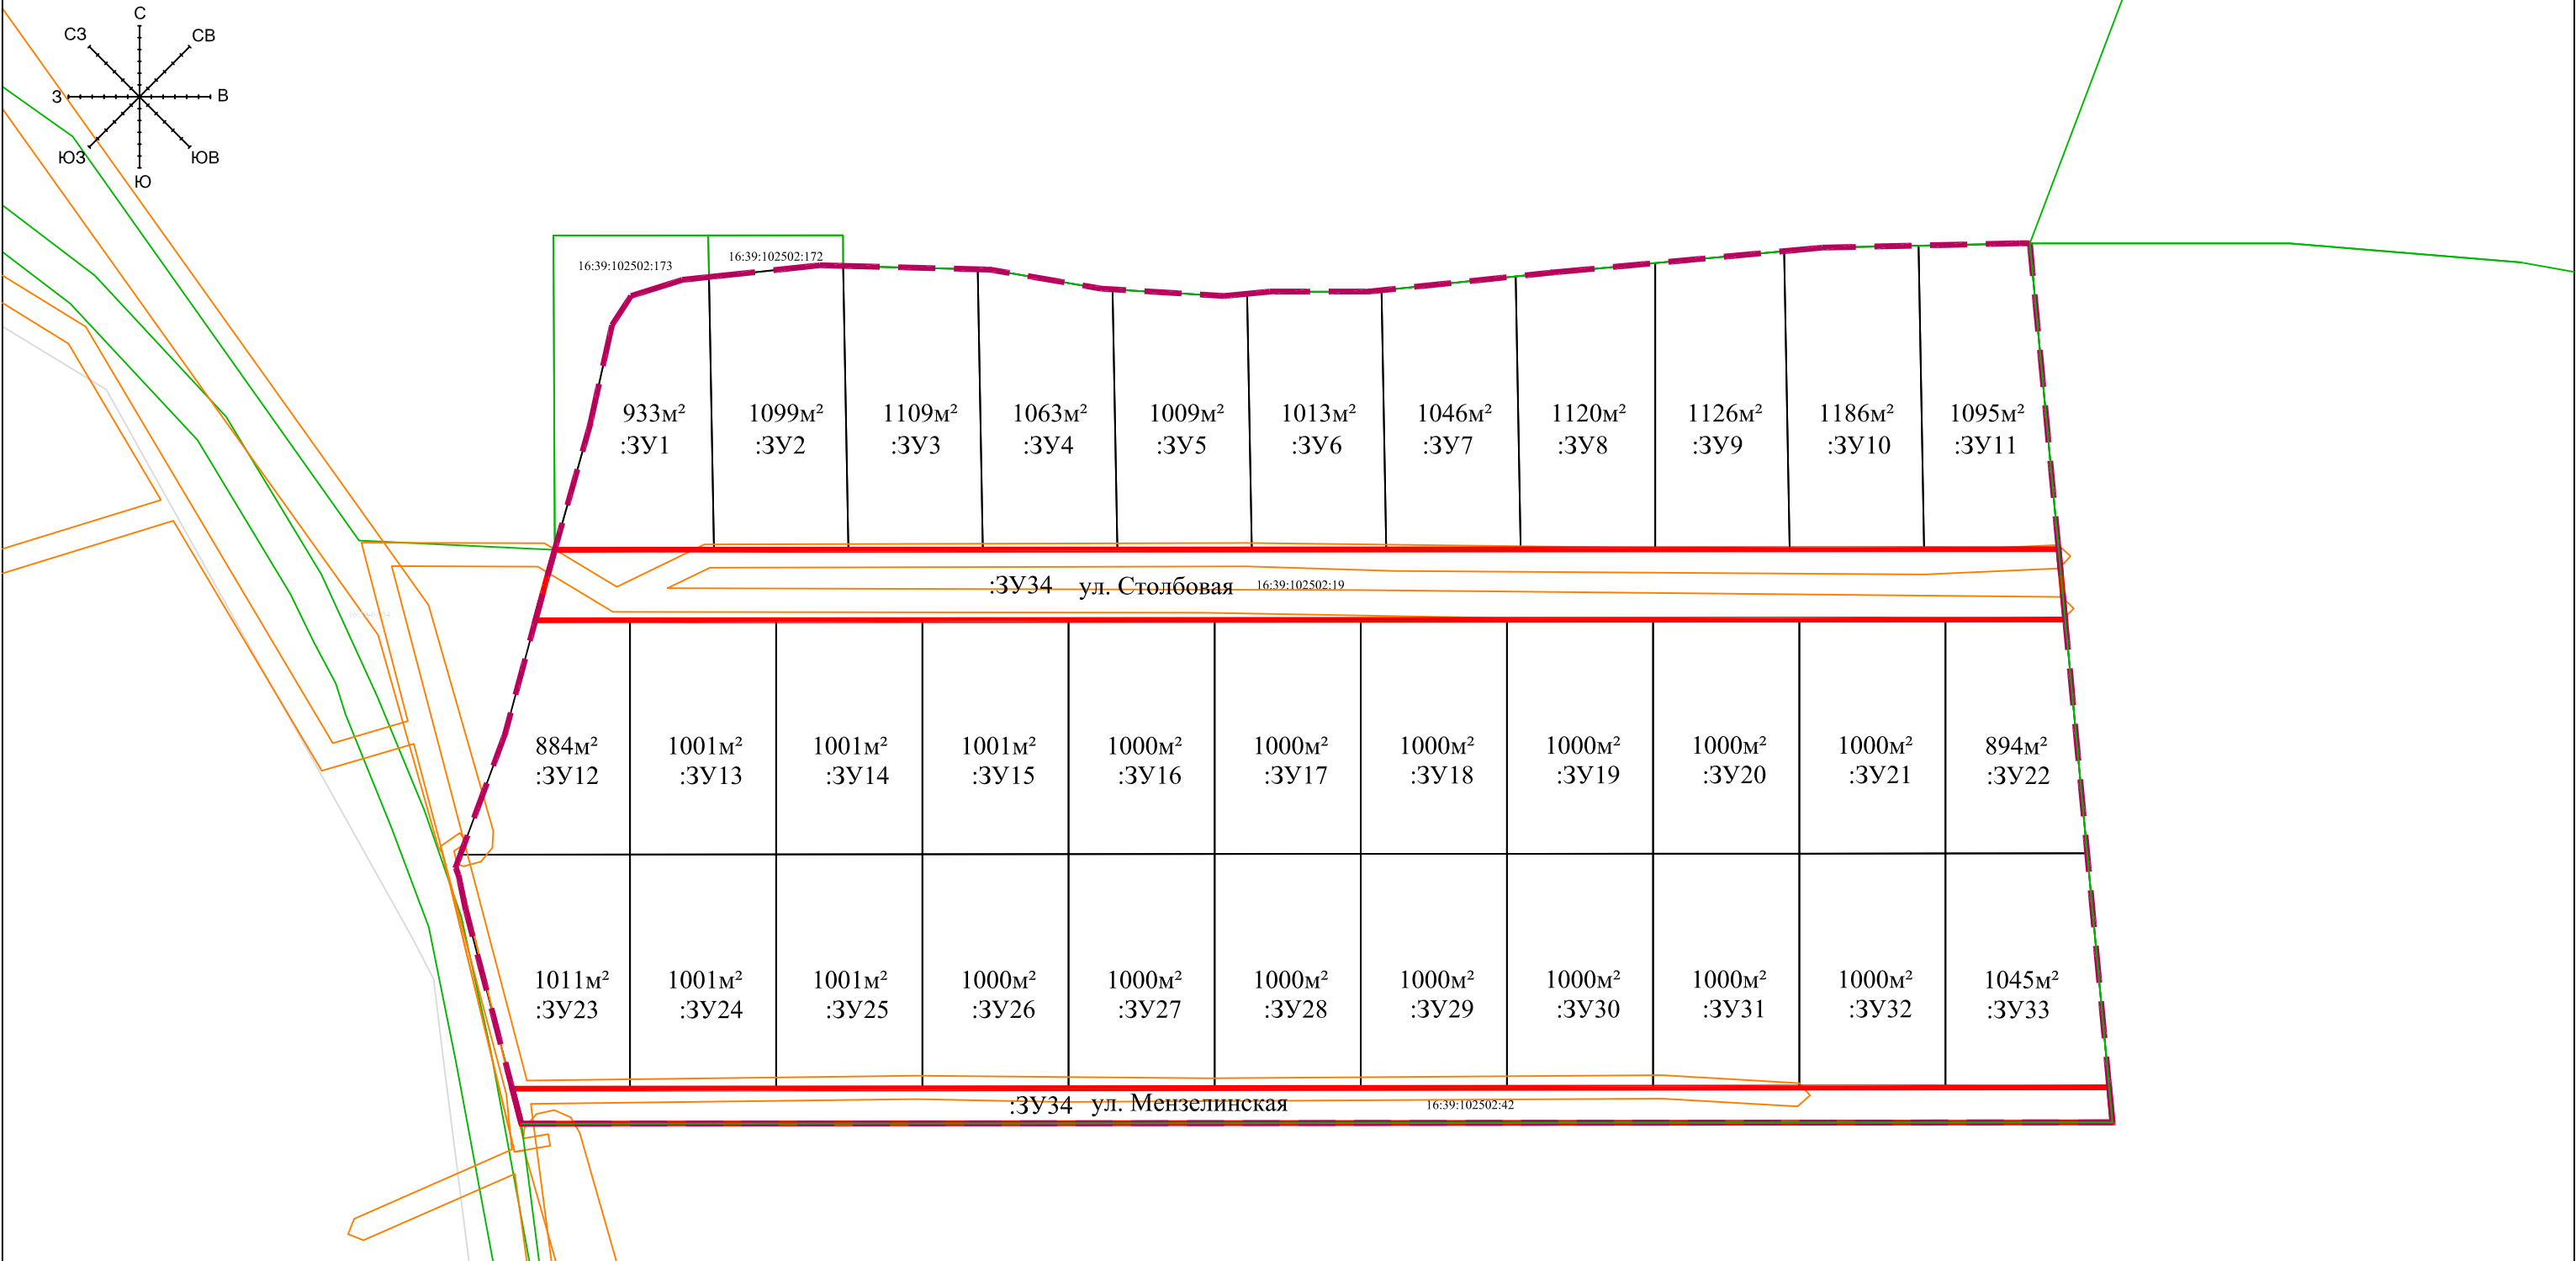 С
СЗ
СВ
З
В
ЮЗ
ЮВ
Ю
16:39:102502:173
16:39:102502:172
933м²
:ЗУ1
1099м²
:ЗУ2
1109м²
:ЗУ3
1063м²
:ЗУ4
1009м²
:ЗУ5
1013м²
:ЗУ6
1046м²
:ЗУ7
1120м²
:ЗУ8
1126м²
:ЗУ9
1186м²
:ЗУ10
1095м²
:ЗУ11
:ЗУ34
ул. Столбовая
16:39:102502:19
884м²
:ЗУ12
1001м²
:ЗУ13
1001м²
:ЗУ14
1001м²
:ЗУ15
1000м²
:ЗУ16
1000м²
:ЗУ17
1000м²
:ЗУ18
1000м²
:ЗУ19
1000м²
:ЗУ20
1000м²
:ЗУ21
894м²
:ЗУ22
1011м²
:ЗУ23
1001м²
:ЗУ24
1001м²
:ЗУ25
1000м²
:ЗУ26
1000м²
:ЗУ27
1000м²
:ЗУ28
1000м²
:ЗУ29
1000м²
:ЗУ30
1000м²
:ЗУ31
1000м²
:ЗУ32
1045м²
:ЗУ33
:ЗУ34
ул. Мензелинская
16:39:102502:42